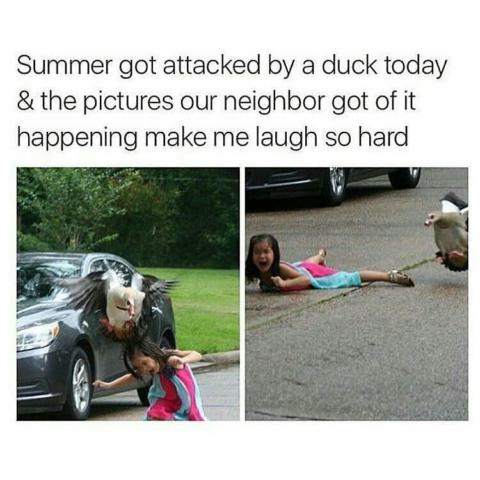 Summer got attacked by a duck today
& the pictures our neighbor got of it
happening make me laugh so hard